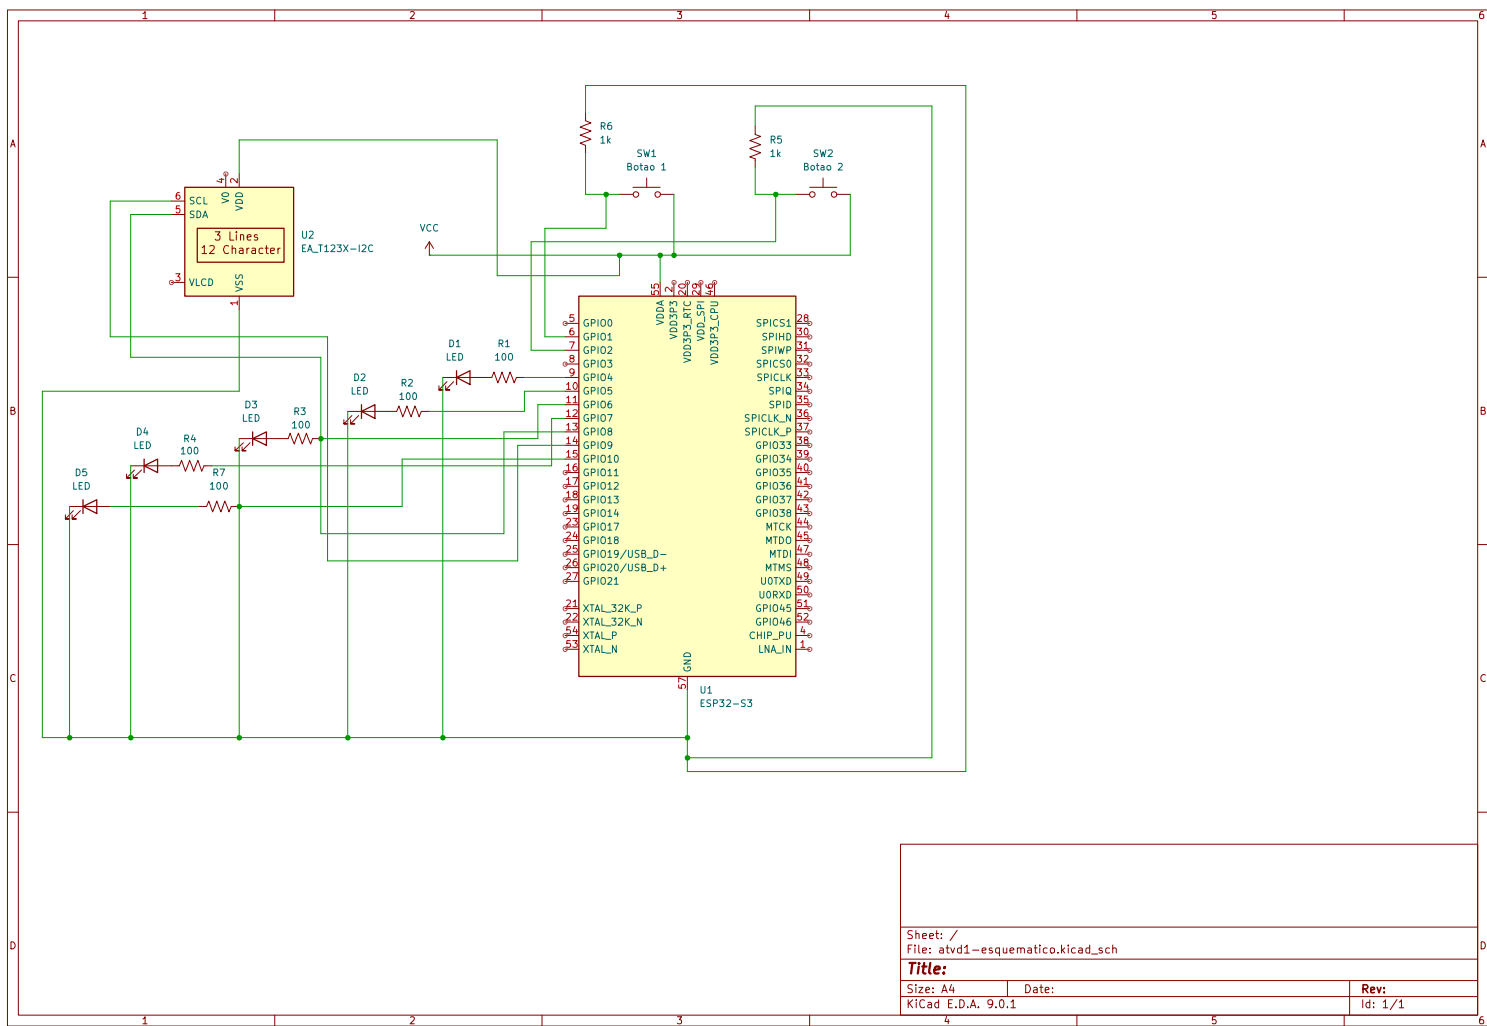 1 2 3 4 5 6
A
B
C
D
A
B
C
D
1 2 3 4 5 6
R6
1k
SW1
Botao 1
R5
1k
SW2
Botao 2
VCC
4
2
V0
VDD
6
SCL
5
SDA
3 Lines
12 Character
3
VLCD
VSS
1
U2
EA_T123X-I2C
D1
LED
R1
100
D2
LED
R2
100
D3
LED
R3
100
D4
LED
R4
100
D5
LED
R7
100
55
2
20
29
46
VDDA
VDD3P3
VDD3P3_RTC
VDD_SPI
VDD3P3_CPU
5 GPIO0
6 GPIO1
7 GPIO2
8 GPIO3
9 GPIO4
10 GPIO5
11 GPIO6
12 GPIO7
13 GPIO8
14 GPIO9
15 GPIO10
16 GPIO11
17 GPIO12
18 GPIO13
19 GPIO14
23 GPIO17
24 GPIO18
25 GPIO19/USB_D-
26 GPIO20/USB_D+
27 GPIO21
21 XTAL_32K_P
22 XTAL_32K_N
54 XTAL_P
53 XTAL_N
SPICS1 28
SPIHD 30
SPIWP 31
SPICS0 32
SPICLK 33
SPIQ 34
SPID 35
SPICLK_N 36
SPICLK_P 37
GPIO33 38
GPIO34 39
GPIO35 40
GPIO36 41
GPIO37 42
GPIO38 43
MTCK 44
MTDO 45
MTDI 47
MTMS 48
U0TXD 49
U0RXD 50
GPIO45 51
GPIO46 52
CHIP_PU 4
LNA_IN 1
GND
57
U1
ESP32-S3
Sheet: /
File: atvd1-esquematico.kicad_sch
Title:
Size: A4 Date: Rev:
KiCad E.D.A. 9.0.1 Id: 1/1